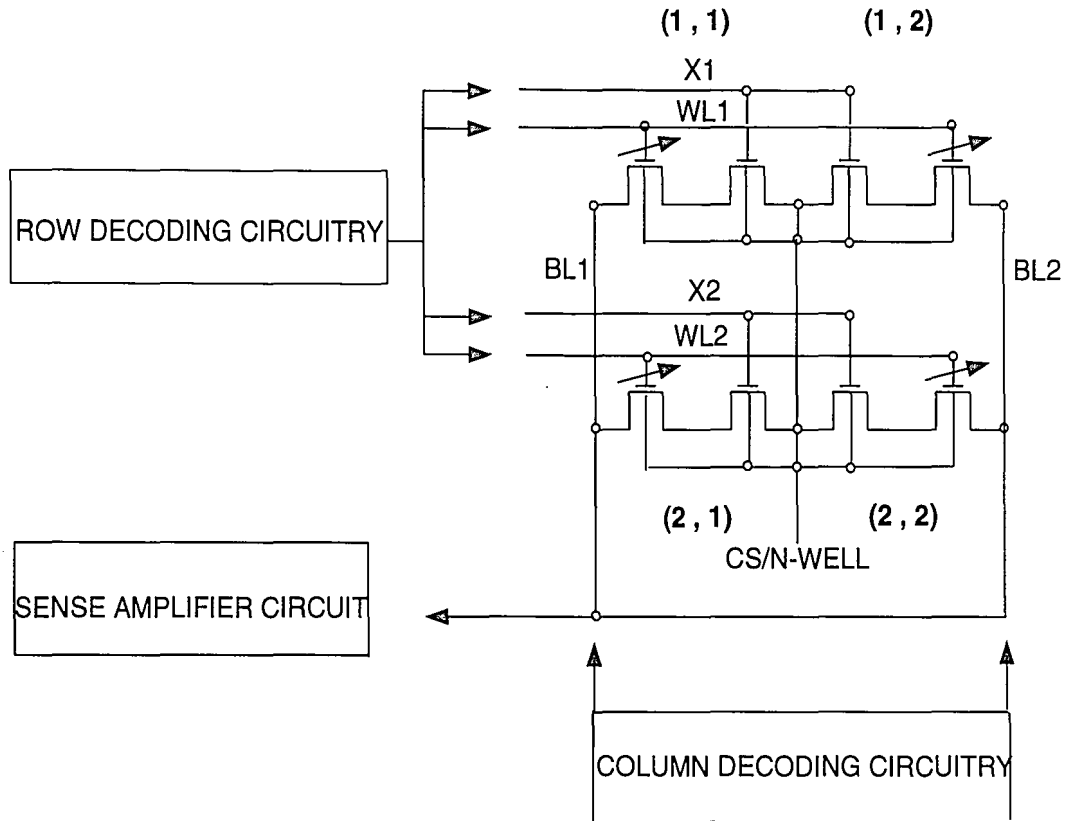 (1 , 1) (1 , 2)
X1
WL1
ROW DECODING CIRCUITRY
BL1 BL2
X2
WL2
(2 , 1) (2 , 2)
CS/N-WELL
SENSE AMPLIFIER CIRCUIT
COLUMN DECODING CIRCUITRY